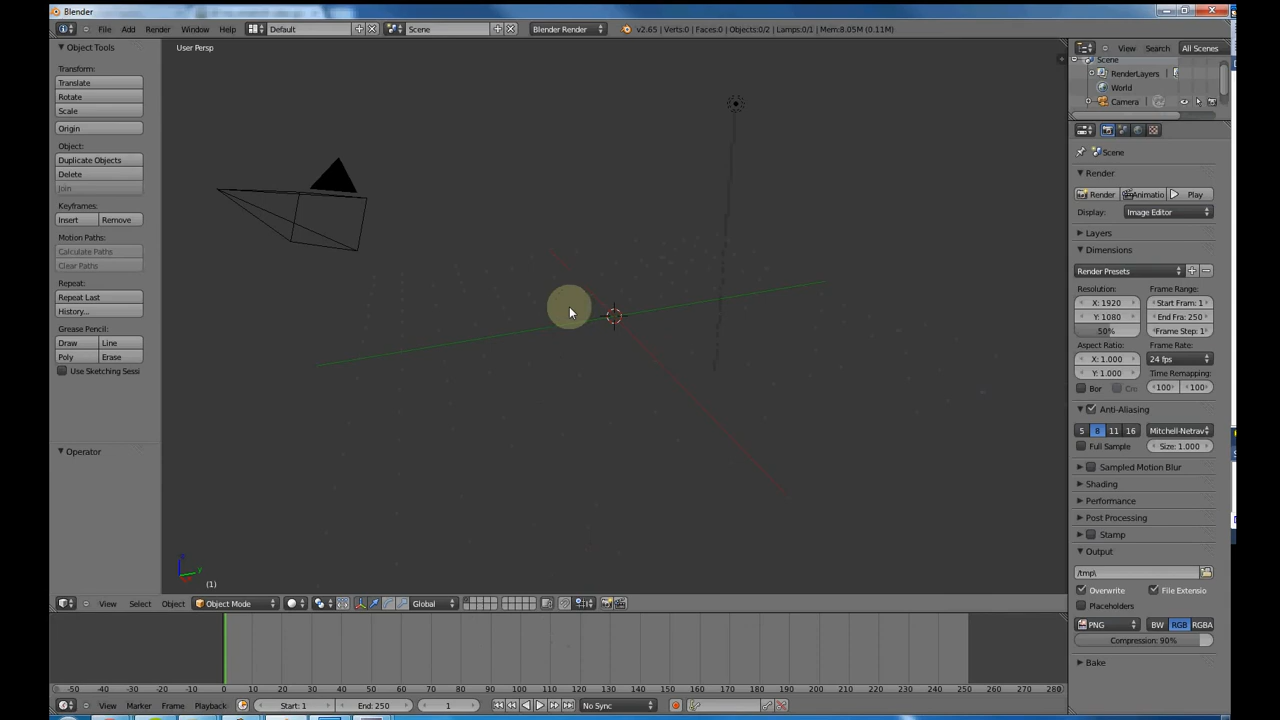 Blender
File Add Render Window Help Default Scene Blender Render v2.65 | Verts:0 | Faces:0 | Objects:0/2 | Lamps:0/1 | Mem:8.05M (0.11M)
View Search All Scenes
Object Tools
User Persp
Scene
RenderLayers
World
Camera
Transform:
Translate
Rotate
Scale
Origin
Object:
Duplicate Objects
Delete
Join
Keyframes:
Insert Remove
Motion Paths:
Calculate Paths
Clear Paths
Repeat:
Repeat Last
History...
Grease Pencil:
Draw Line
Poly Erase
Use Sketching Sessi
Operator
(1)
Scene
Render
Render Animatio Play
Display: Image Editor
Layers
Dimensions
Render Presets
Resolution: Frame Range:
X: 1920 Start Fram: 1
Y: 1080 End Fra: 250
50% Frame Step: 1
Aspect Ratio: Frame Rate:
X: 1.000 24 fps
Y: 1.000 Time Remapping:
Bor Cro 100 100
Anti-Aliasing
5 8 11 16 Mitchell-Netrav
Full Sample Size: 1.000
Sampled Motion Blur
Shading
Performance
Post Processing
Stamp
Output
/tmp\
Overwrite File Extensio
Placeholders
PNG BW RGB RGBA
Compression: 90%
Bake
View Select Object Object Mode Global
-50 -40 -30 -20 -10 0 10 20 30 40 50 60 70 80 90 100 110 120 130 140 150 160 170 180 190 200 210 220 230 240 250 260 270 280
View Marker Frame Playback Start: 1 End: 250 1 No Sync